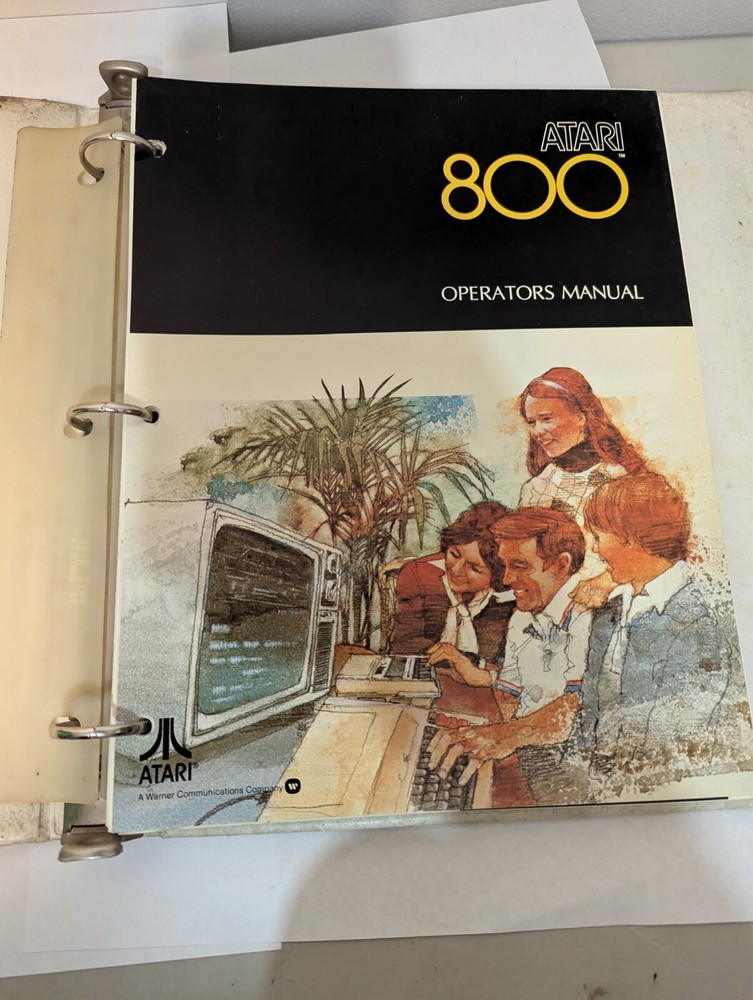 ATARI
800™
OPERATORS MANUAL
ATARI®
A Warner Communications Company